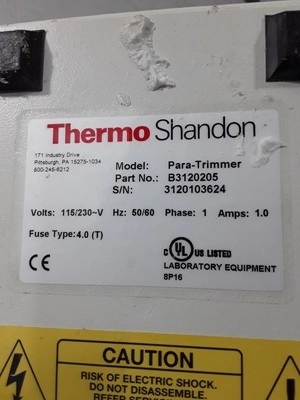 Thermo Shandon
171 Industry Drive
Pittsburgh, PA 15275-1034
800-245-6212
Model: Para-Trimmer
Part No.: B3120205
S/N: 3120103624
Volts: 115/230~V Hz: 50/60 Phase: 1 Amps: 1.0
Fuse Type: 4.0 (T)
C UL US LISTED
LABORATORY EQUIPMENT
8P16
CAUTION
RISK OF ELECTRIC SHOCK.
DO NOT DISASSEMBLE.